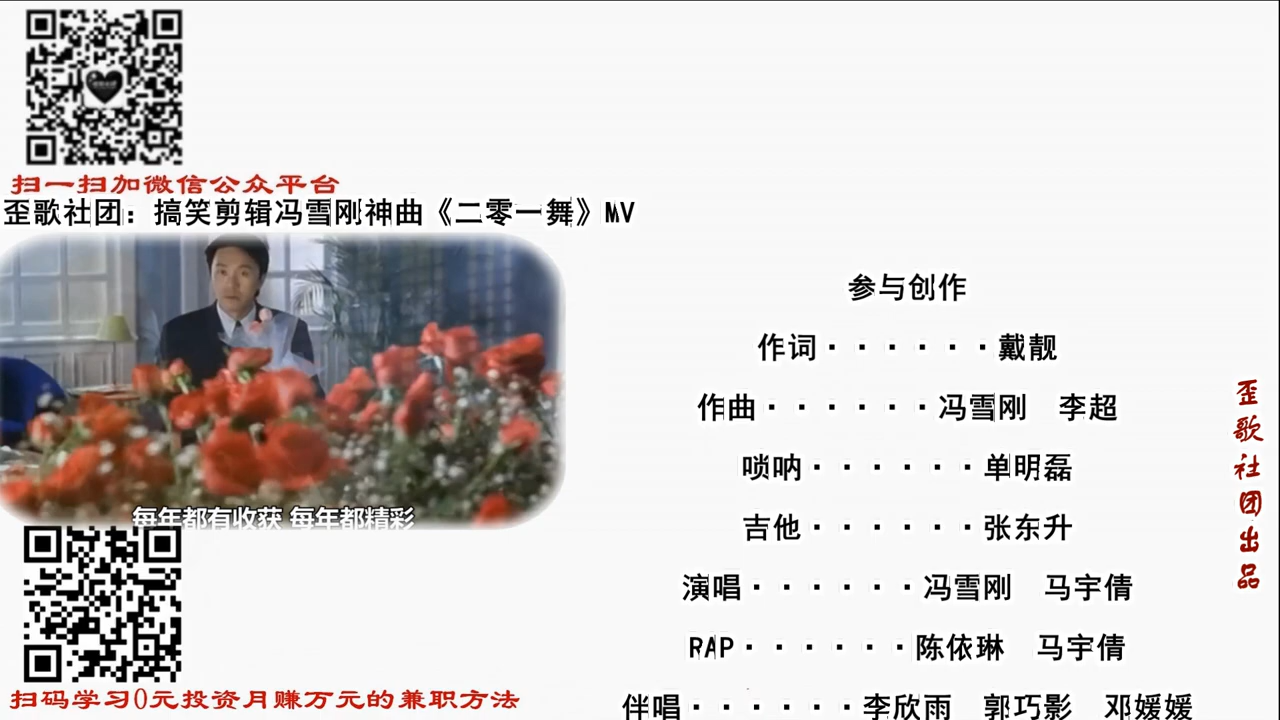 扫一扫加微信公众平台
歪歌社团：搞笑剪辑冯雪刚神曲《二零一舞》MV
每年都有收获 每年都精彩
扫码学习0元投资月赚万元的兼职方法
参与创作
作词······戴靓
作曲······冯雪刚 李超
唢呐······单明磊
吉他······张东升
演唱······冯雪刚 马宇倩
RAP······陈依琳 马宇倩
伴唱······李欣雨 郭巧影 邓媛媛
歪歌社团出品